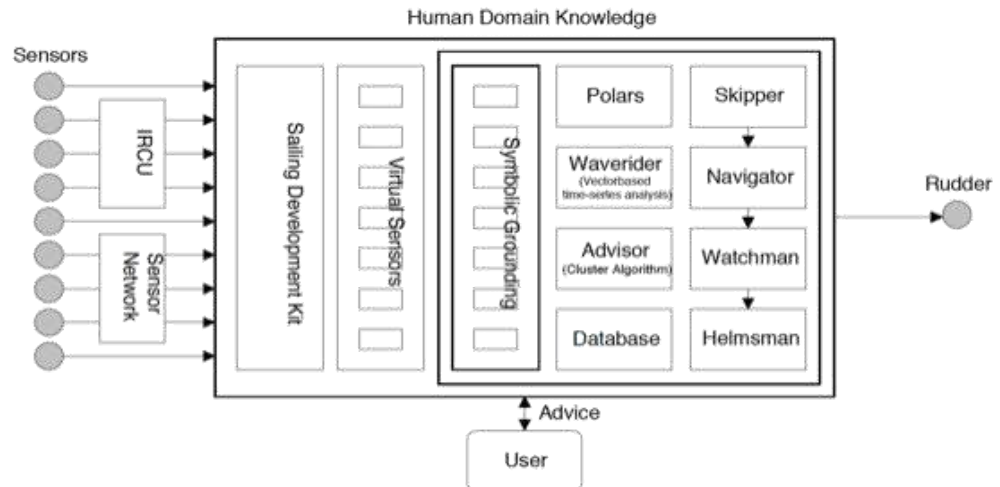 Human Domain Knowledge
Sensors
IRCU
Sensor
Network
Sailing Development Kit
Virtual Sensors
Symbolic Grounding
Polars
Skipper
Waverider
(Vectorbased
time-series analysis)
Navigator
Advisor
(Cluster Algorithm)
Watchman
Database
Helmsman
Rudder
Advice
User